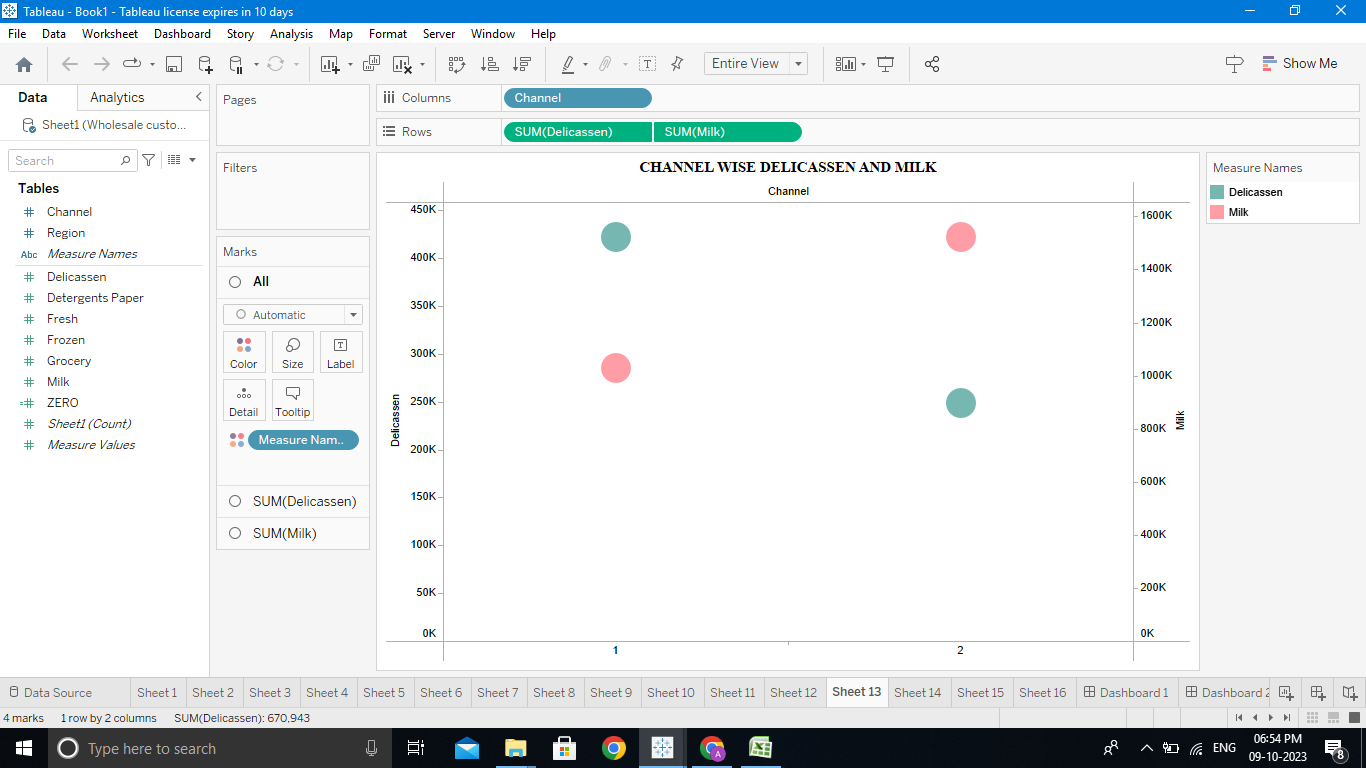 Tableau - Book1 - Tableau license expires in 10 days
File Data Worksheet Dashboard Story Analysis Map Format Server Window Help
Entire View
Show Me
Data Analytics
Sheet1 (Wholesale custo...
Search
Tables
Channel
Region
Abc Measure Names
Delicassen
Detergents Paper
Fresh
Frozen
Grocery
Milk
ZERO
Sheet1 (Count)
Measure Values
Pages
Filters
Marks
All
Automatic
Color Size Label
Detail Tooltip
Measure Nam..
SUM(Delicassen)
SUM(Milk)
Columns Channel
Rows SUM(Delicassen) SUM(Milk)
CHANNEL WISE DELICASSEN AND MILK
Channel
450K
400K
350K
300K
250K
200K
150K
100K
50K
0K
Delicassen
1600K
1400K
1200K
1000K
800K
600K
400K
200K
0K
Milk
1 2
Measure Names
Delicassen
Milk
Data Source Sheet 1 Sheet 2 Sheet 3 Sheet 4 Sheet 5 Sheet 6 Sheet 7 Sheet 8 Sheet 9 Sheet 10 Sheet 11 Sheet 12 Sheet 13 Sheet 14 Sheet 15 Sheet 16 Dashboard 1 Dashboard 2
4 marks 1 row by 2 columns SUM(Delicassen): 670,943
Type here to search
A
ENG
06:54 PM
09-10-2023
8